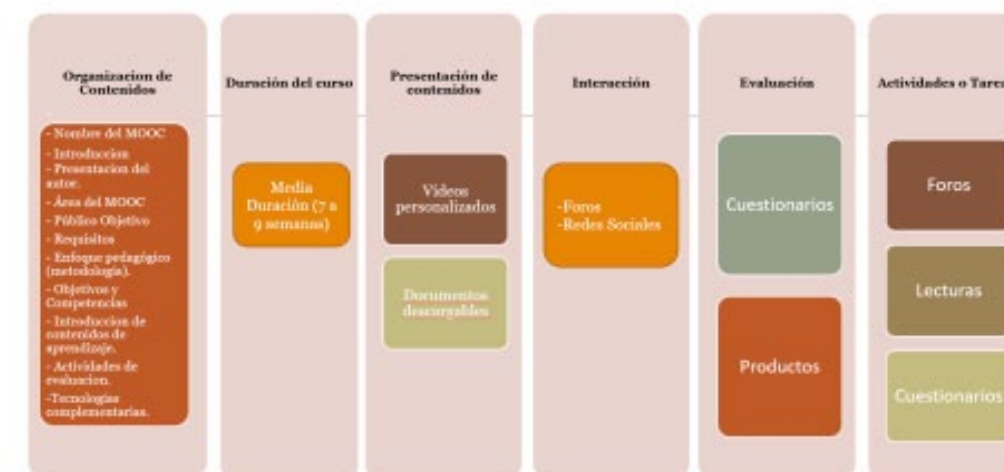 Organizacion de
Contenidos
- Nombre del MOOC
- Introduccion
- Presentacion del
autor.
- Área del MOOC
- Público Objetivo
- Requisitos
- Enfoque pedagógico
(metodología).
- Objetivos y
Competencias
- Introduccion de
contenidos de
aprendizaje.
- Actividades de
evaluacion.
-Tecnologías
complementarias.
Duración del curso
Media
Duración (7 a
9 semanas)
Presentación de
contenidos
Videos
personalizados
Documentos
descargables
Interacción
-Foros
-Redes Sociales
Evaluación
Cuestionarios
Productos
Actividades o Tare
Foros
Lecturas
Cuestionarios